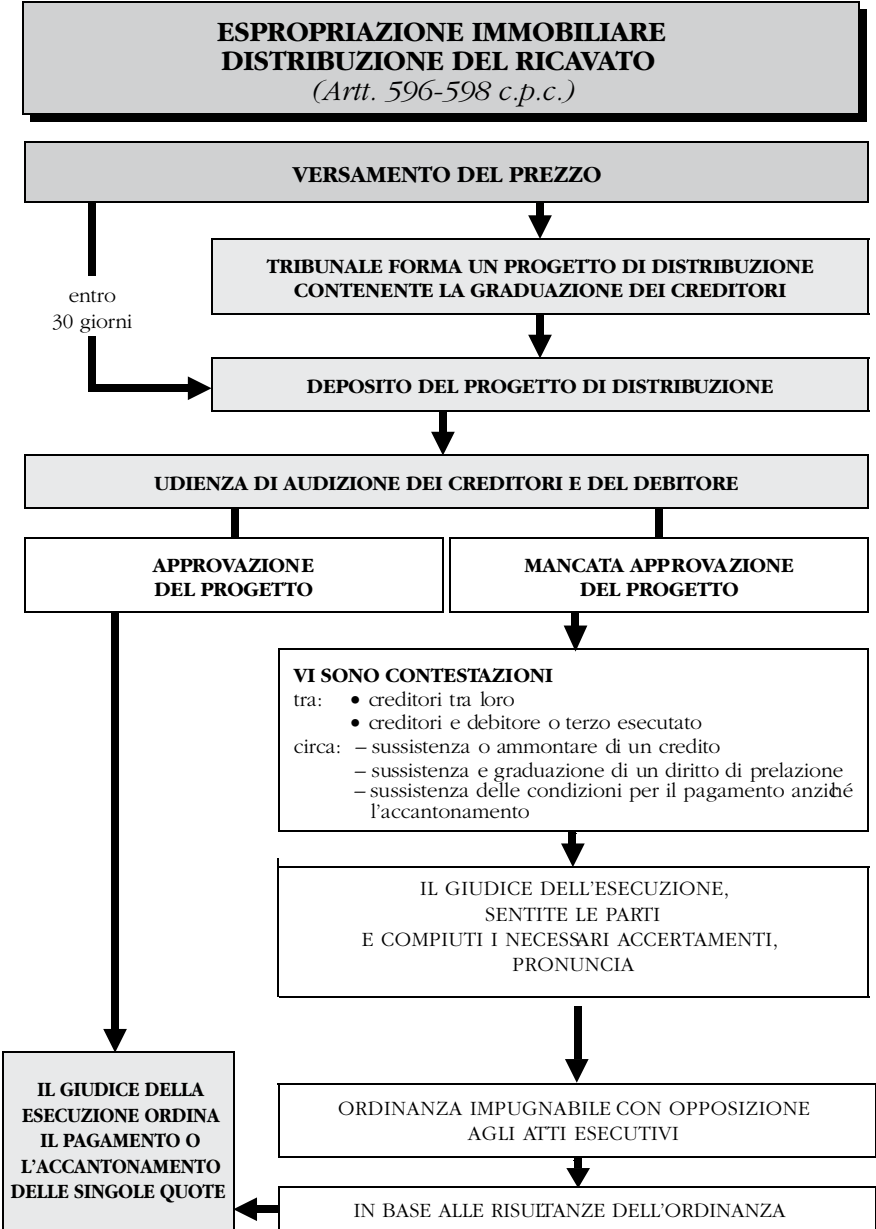 ESPROPRIAZIONE IMMOBILIARE
DISTRIBUZIONE DEL RICAVATO
(Artt. 596-598 c.p.c.)
VERSAMENTO DEL PREZZO
TRIBUNALE FORMA UN PROGETTO DI DISTRIBUZIONE
CONTENENTE LA GRADUAZIONE DEI CREDITORI
entro
30 giorni
DEPOSITO DEL PROGETTO DI DISTRIBUZIONE
UDIENZA DI AUDIZIONE DEI CREDITORI E DEL DEBITORE
APPROVAZIONE
DEL PROGETTO
MANCATA APPROVAZIONE
DEL PROGETTO
VI SONO CONTESTAZIONI
tra: • creditori tra loro
• creditori e debitore o terzo esecutato
circa: – sussistenza o ammontare di un credito
– sussistenza e graduazione di un diritto di prelazione
– sussistenza delle condizioni per il pagamento anziché
l'accantonamento
IL GIUDICE DELL'ESECUZIONE,
SENTITE LE PARTI
E COMPIUTI I NECESSARI ACCERTAMENTI,
PRONUNCIA
IL GIUDICE DELLA
ESECUZIONE ORDINA
IL PAGAMENTO O
L'ACCANTONAMENTO
DELLE SINGOLE QUOTE
ORDINANZA IMPUGNABILE CON OPPOSIZIONE
AGLI ATTI ESECUTIVI
IN BASE ALLE RISULTANZE DELL'ORDINANZA